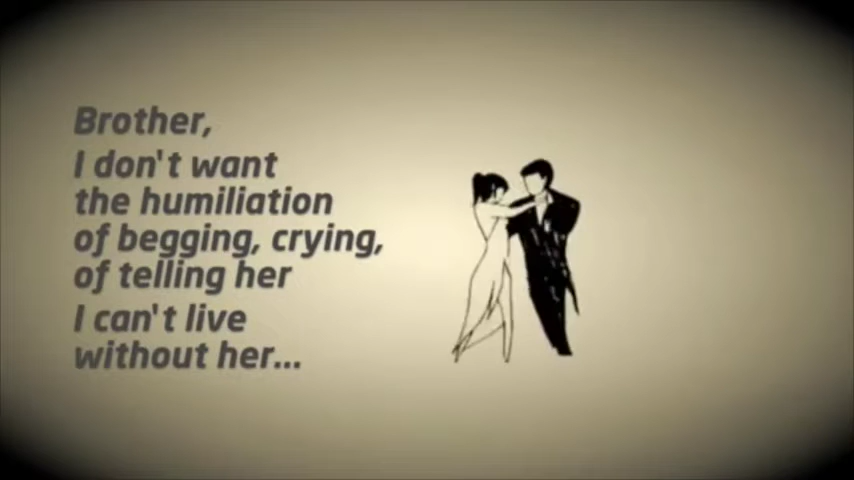 Brother,
I don't want
the humiliation
of begging, crying,
of telling her
I can't live
without her...